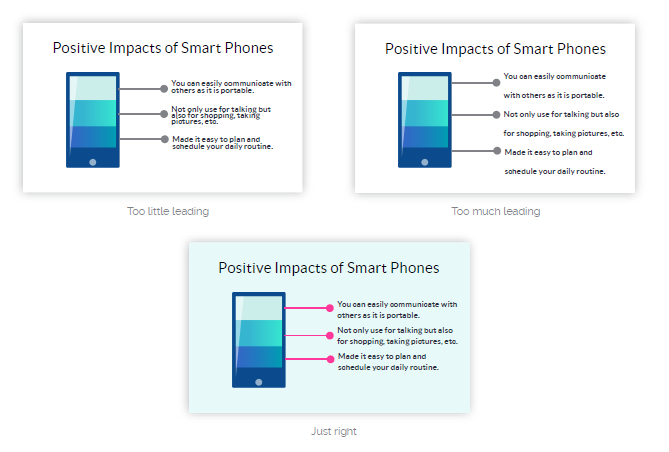 Positive Impacts of Smart Phones
You can easily communicate with
others as it is portable.
Not only use for talking but
also for shopping, taking
pictures, etc.
Made it easy to plan and
schedule your daily routine.
Too little leading
Positive Impacts of Smart Phones
You can easily communicate
with others as it is portable.
Not only use for talking but also
for shopping, taking pictures, etc.
Made it easy to plan and
schedule your daily routine.
Too much leading
Positive Impacts of Smart Phones
You can easily communicate with
others as it is portable.
Not only use for talking but also
for shopping, taking pictures, etc.
Made it easy to plan and
schedule your daily routine.
Just right